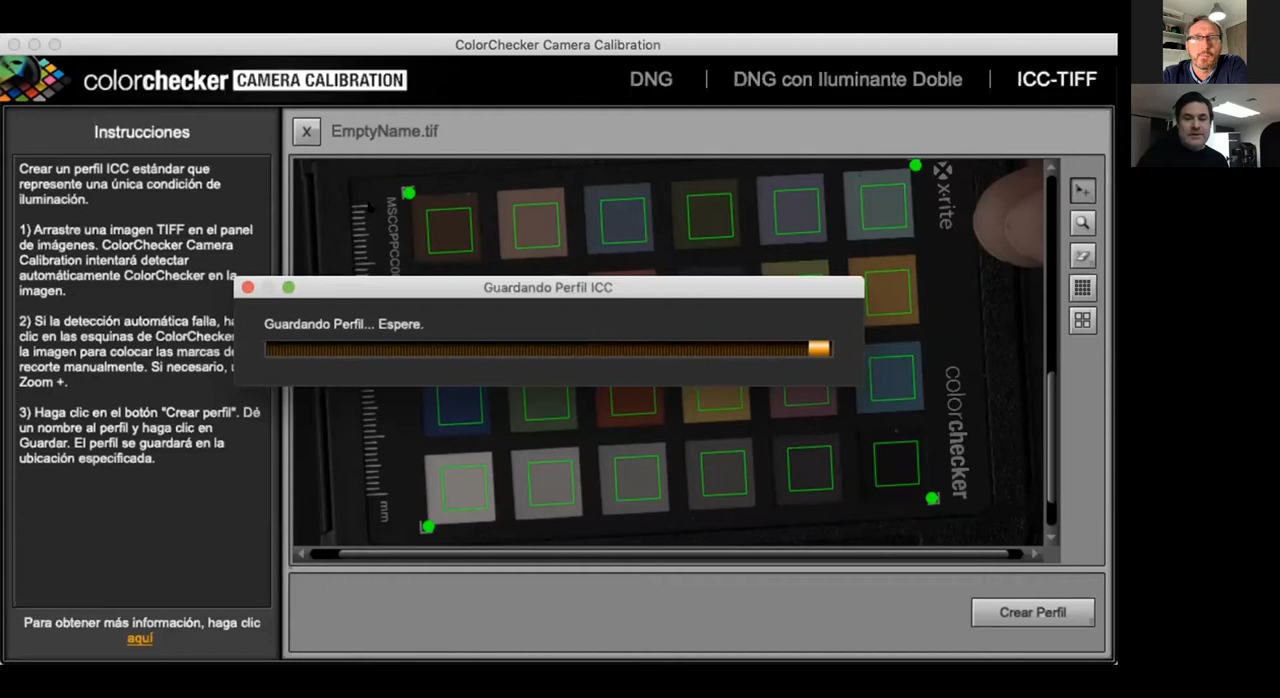 ColorChecker Camera Calibration
colorchecker CAMERA CALIBRATION
DNG | DNG con Iluminante Doble | ICC-TIFF
Instrucciones
Crear un perfil ICC estándar que
represente una única condición de
iluminación.
1) Arrastre una imagen TIFF en el panel
de imágenes. ColorChecker Camera
Calibration intentará detectar
automáticamente ColorChecker en la
imagen.
2) Si la detección automática falla, ha
clic en las esquinas de ColorChecker
la imagen para colocar las marcas de
recorte manualmente. Si necesario, u
Zoom +.
3) Haga clic en el botón "Crear perfil". Dé
un nombre al perfil y haga clic en
Guardar. El perfil se guardará en la
ubicación especificada.
Para obtener más información, haga clic
aquí
X EmptyName.tif
MSCCPPCC00
x·rite
Guardando Perfil ICC
Guardando Perfil... Espere.
colorchecker
mm
Crear Perfil